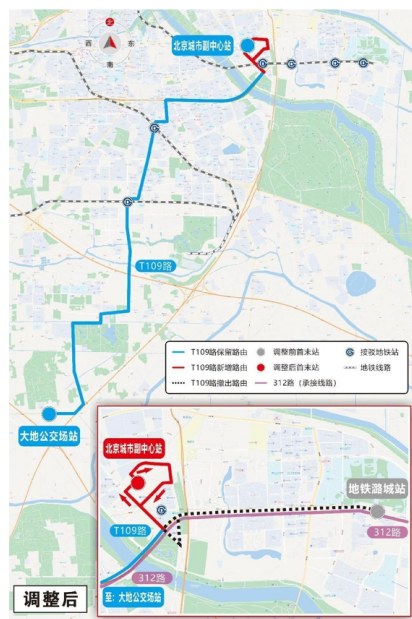 北
西 东
南
北京城市副中心站
T109路
T109路保留路由 调整前首末站 接驳地铁站
T109路新增路由 调整后首末站 地铁线路
T109路撤出路由 312路（承接线路）
大地公交场站
北京城市副中心站
地铁潞城站
T109路
312路
312路
至：大地公交场站
调整后